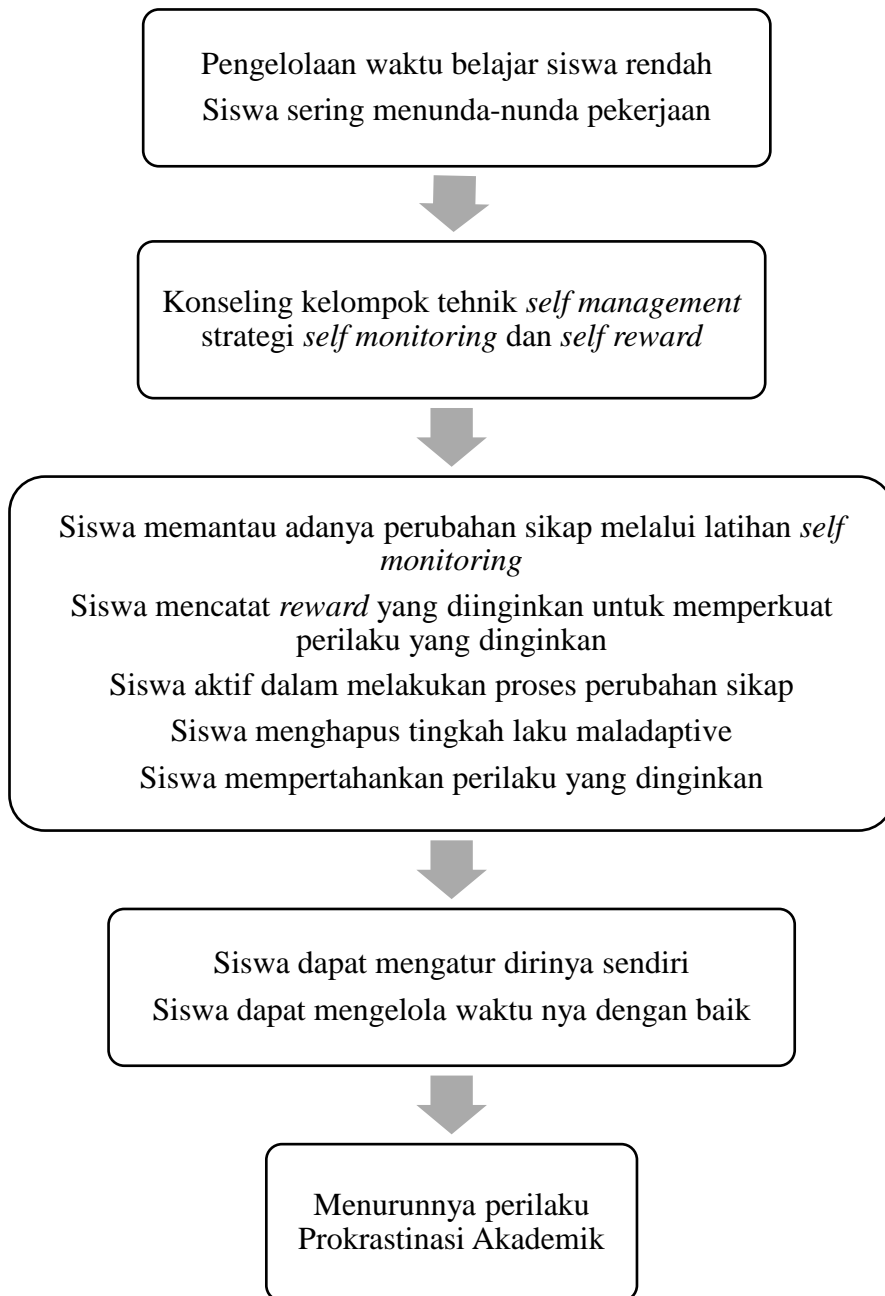 Pengelolaan waktu belajar siswa rendah
Siswa sering menunda-nunda pekerjaan
Konseling kelompok tehnik self management
strategi self monitoring dan self reward
Siswa memantau adanya perubahan sikap melalui latihan self
monitoring
Siswa mencatat reward yang diinginkan untuk memperkuat
perilaku yang dinginkan
Siswa aktif dalam melakukan proses perubahan sikap
Siswa menghapus tingkah laku maladaptive
Siswa mempertahankan perilaku yang dinginkan
Siswa dapat mengatur dirinya sendiri
Siswa dapat mengelola waktu nya dengan baik
Menurunnya perilaku
Prokrastinasi Akademik